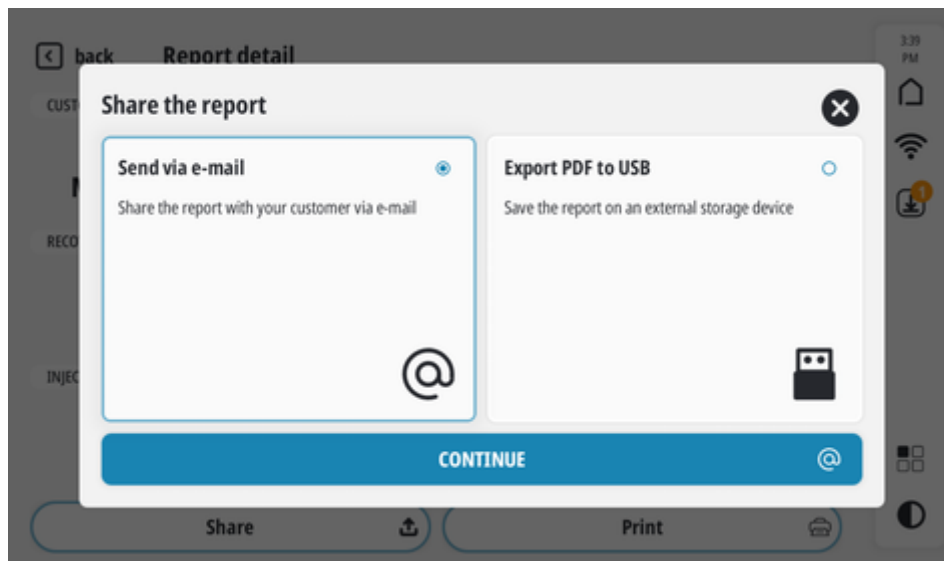 back Report detail
3:39
PM
Share the report
Send via e-mail
Share the report with your customer via e-mail
Export PDF to USB
Save the report on an external storage device
1
CONTINUE
Share
Print